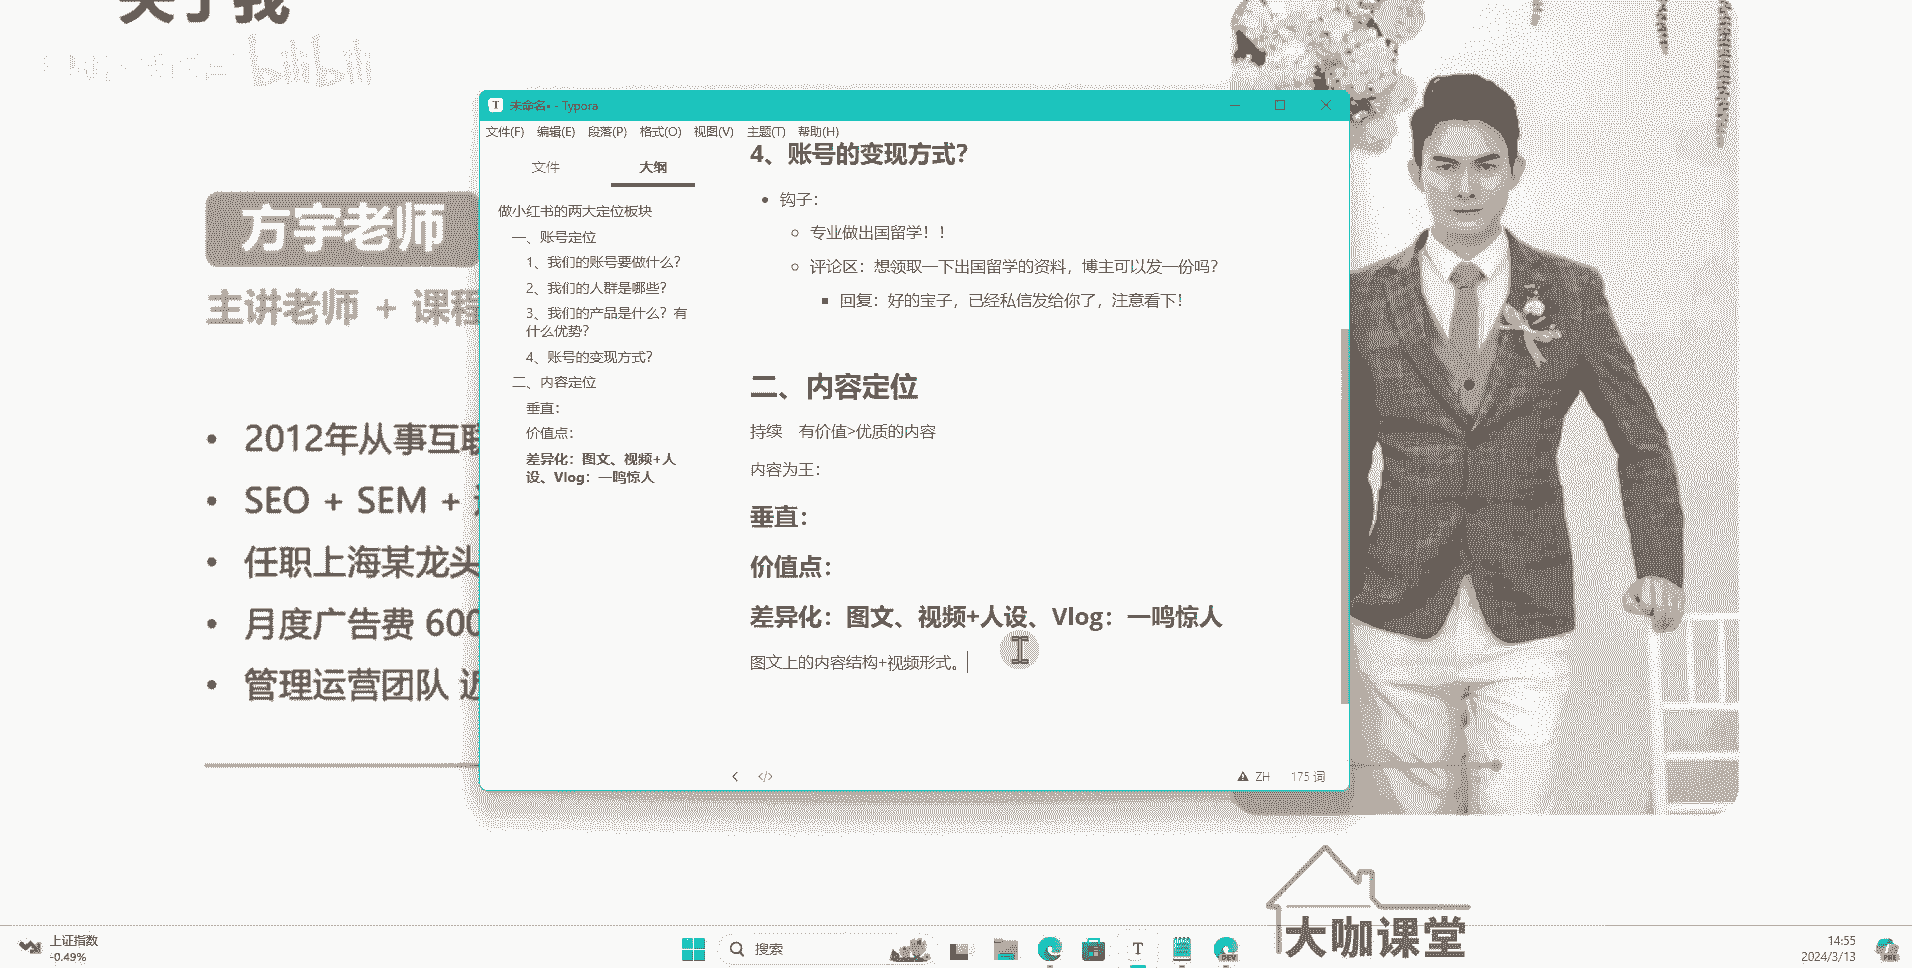 关于我
bilibili
方宇老师
主讲老师 + 课程
2012年从事互联
SEO + SEM +
任职上海某龙头
月度广告费 600
管理运营团队 近
未命名• - Typora
文件(F) 编辑(E) 段落(P) 格式(O) 视图(V) 主题(T) 帮助(H)
文件 大纲
做小红书的两大定位板块
一、账号定位
1、我们的账号要做什么？
2、我们的人群是哪些？
3、我们的产品是什么？有
什么优势？
4、账号的变现方式？
二、内容定位
垂直：
价值点：
差异化：图文、视频+人
设、Vlog：一鸣惊人
4、账号的变现方式？
钩子：
专业做出国留学！！
评论区：想领取一下出国留学的资料，博主可以发一份吗？
回复：好的宝子，已经私信发给你了，注意看下！
二、内容定位
持续 有价值>优质的内容
内容为王：
垂直：
价值点：
差异化：图文、视频+人设、Vlog：一鸣惊人
图文上的内容结构+视频形式。
ZH 175 词
大咖课堂
上证指数
-0.49%
搜索
DEV
14:55
2024/3/13
PRE